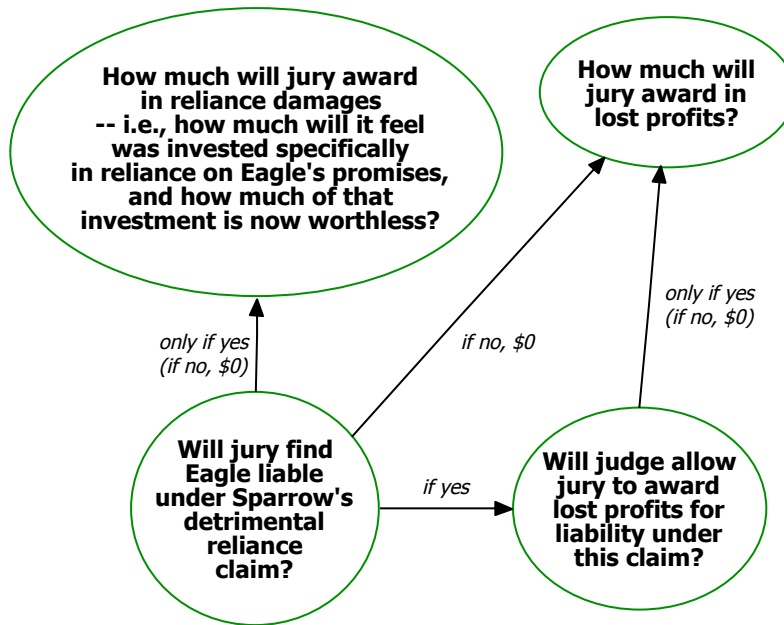 How much will jury award
in reliance damages
-- i.e., how much will it feel
was invested specifically
in reliance on Eagle's promises,
and how much of that
investment is now worthless?
How much will
jury award in
lost profits?
only if yes
(if no, $0)
if no, $0
only if yes
(if no, $0)
Will jury find
Eagle liable
under Sparrow's
detrimental
reliance
claim?
if yes
Will judge allow
jury to award
lost profits for
liability under
this claim?